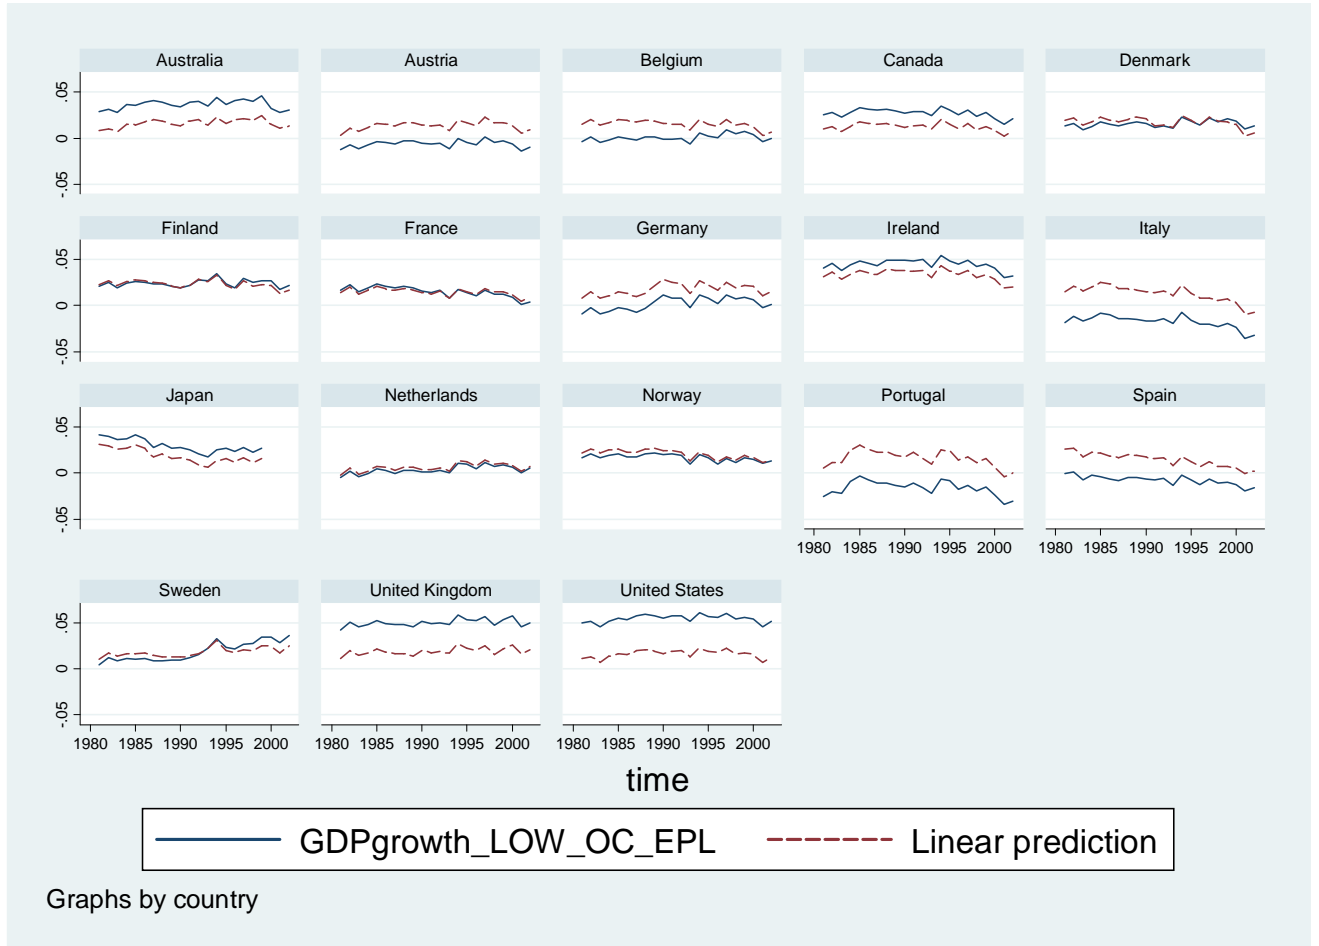 Australia Austria Belgium Canada Denmark
.05
0
-.05
Finland France Germany Ireland Italy
.05
0
-.05
Japan Netherlands Norway Portugal Spain
.05
0
-.05
1980 1985 1990 1995 2000 1980 1985 1990 1995 2000
Sweden United Kingdom United States
.05
0
-.05
1980 1985 1990 1995 2000 1980 1985 1990 1995 2000 1980 1985 1990 1995 2000
time
GDPgrowth_LOW_OC_EPL Linear prediction
Graphs by country